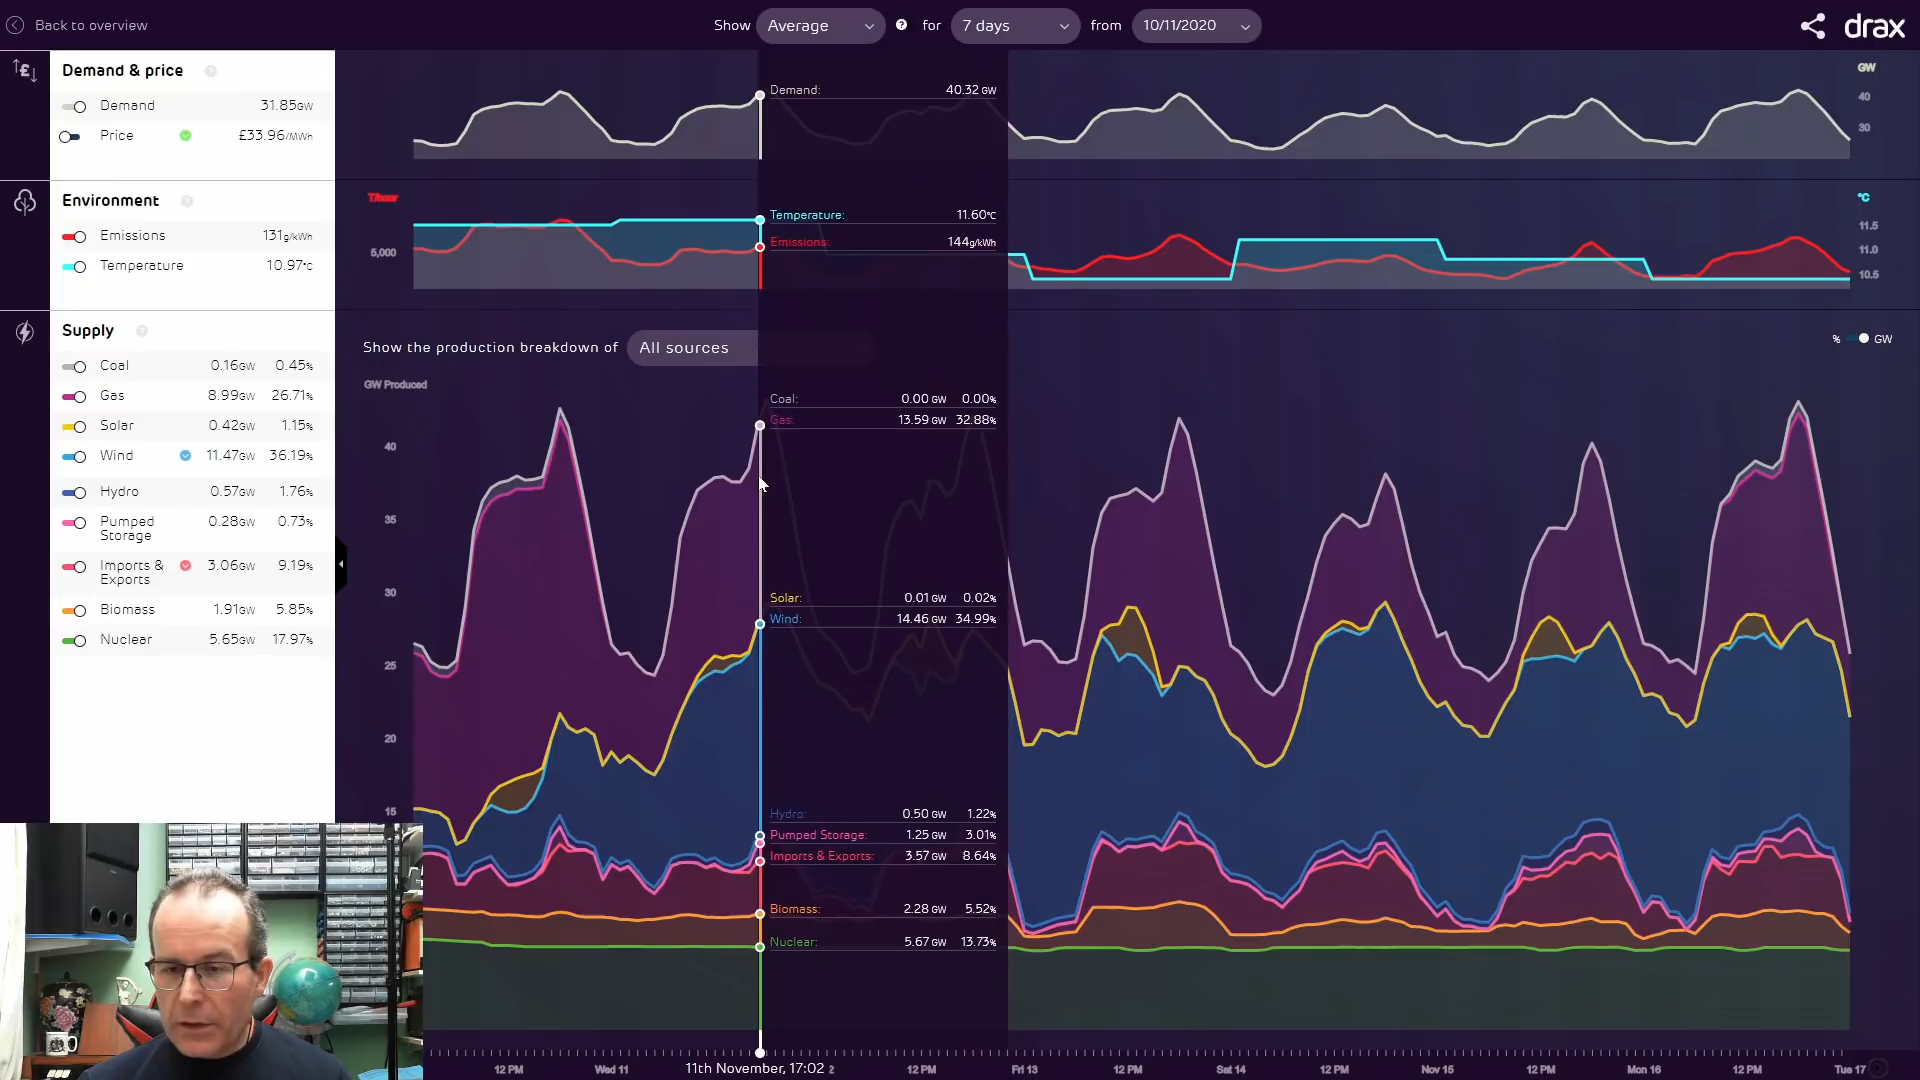 Back to overview
Show Average ? for 7 days from 10/11/2020
drax
Demand & price ?
Demand 31.85GW
Price £33.96/MWh
Environment ?
Emissions 131g/kWh
Temperature 10.97°C
Supply ?
Coal 0.16GW 0.45%
Gas 8.99GW 26.71%
Solar 0.42GW 1.15%
Wind 11.47GW 36.19%
Hydro 0.57GW 1.76%
Pumped
Storage 0.28GW 0.73%
Imports &
Exports 3.06GW 9.19%
Biomass 1.91GW 5.85%
Nuclear 5.65GW 17.97%
GW
40
30
Demand: 40.32 GW
T/hour
5,000
Temperature: 11.60°C
Emissions: 144g/kWh
°C
11.5
11.0
10.5
Show the production breakdown of All sources
% GW
GW Produced
40
35
30
25
20
15
Coal: 0.00 GW 0.00%
Gas: 13.59 GW 32.88%
Solar: 0.01 GW 0.02%
Wind: 14.46 GW 34.99%
Hydro: 0.50 GW 1.22%
Pumped Storage: 1.25 GW 3.01%
Imports & Exports: 3.57 GW 8.64%
Biomass: 2.28 GW 5.52%
Nuclear: 5.67 GW 13.73%
12 PM Wed 11 11th November, 17:02 2 12 PM Fri 13 12 PM Sat 14 12 PM Nov 15 12 PM Mon 16 12 PM Tue 17